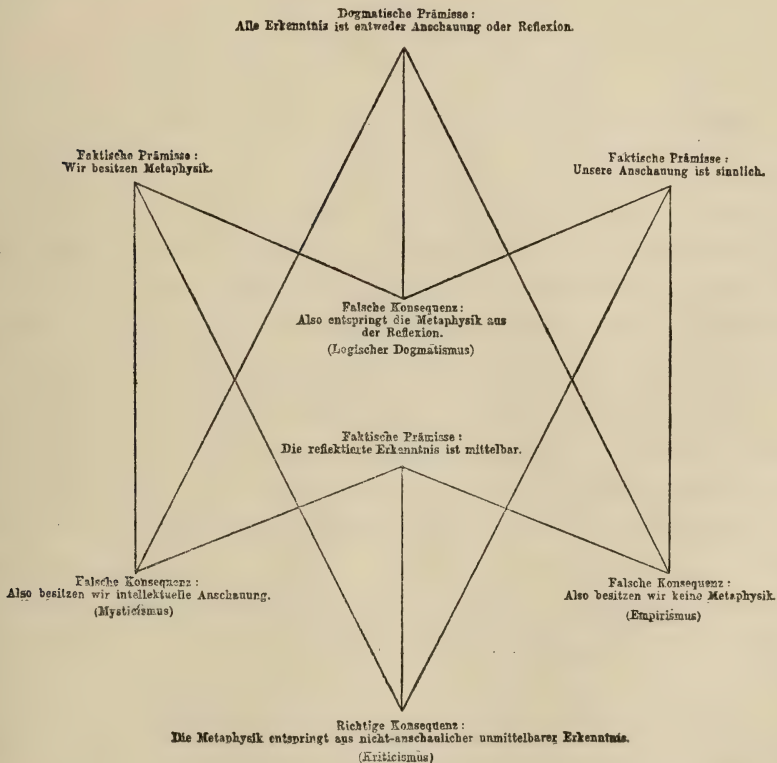 Dogmatische Prämisse :
Alle Erkenntnis ist entweder Anschauung oder Reflexion.
Faktische Prämisse :
Wir besitzen Metaphysik.
Faktische Prämisse :
Unsere Anschauung ist sinnlich.
Falsche Konsequenz :
Also entspringt die Metaphysik aus
der Reflexion.
(Logischer Dogmatismus)
Faktische Prämisse :
Die reflektierte Erkenntnis ist mittelbar.
Falsche Konsequenz :
Also besitzen wir intellektuelle Anschauung.
(Mysticismus)
Falsche Konsequenz :
Also besitzen wir keine Metaphysik.
(Empirismus)
Richtige Konsequenz :
Die Metaphysik entspringt aus nicht-anschaulicher unmittelbarer Erkenntnis.
(Kriticismus)